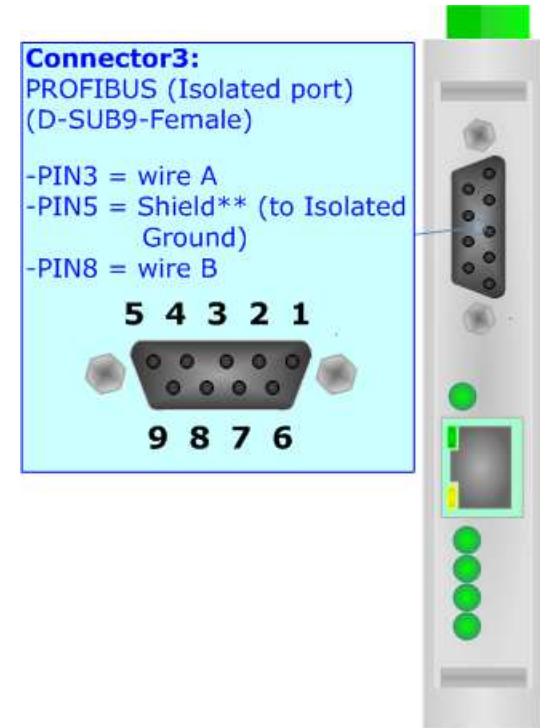 Connector3:
PROFIBUS (Isolated port)
(D-SUB9-Female)
-PIN3 = wire A
-PIN5 = Shield** (to Isolated
Ground)
-PIN8 = wire B
5 4 3 2 1
9 8 7 6